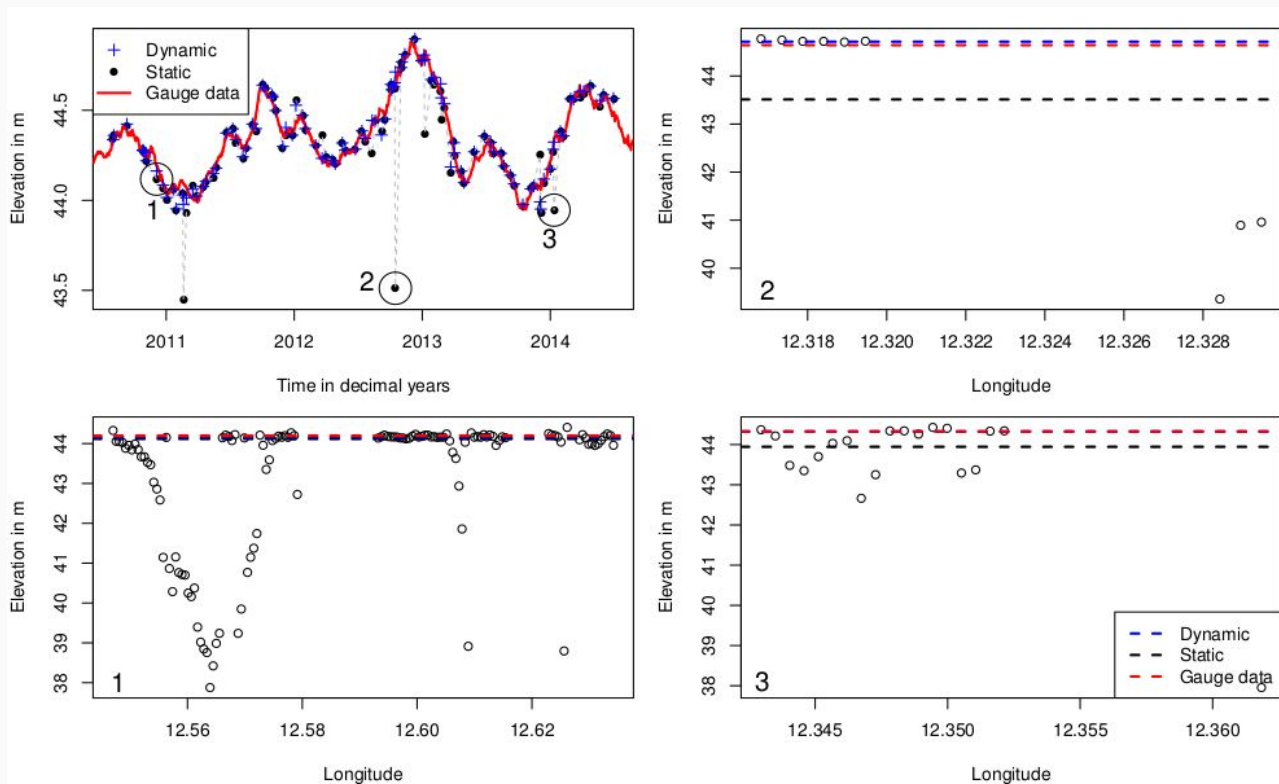 Dynamic
Static
Gauge data
Elevation in m
43.5 44.0 44.5
1
2
3
2011 2012 2013 2014
Time in decimal years
Elevation in m
40 41 42 43 44
2
12.318 12.320 12.322 12.324 12.326 12.328
Longitude
Elevation in m
38 39 40 41 42 43 44
1
12.56 12.58 12.60 12.62
Longitude
Elevation in m
38 39 40 41 42 43 44
Dynamic
Static
Gauge data
3
12.345 12.350 12.355 12.360
Longitude